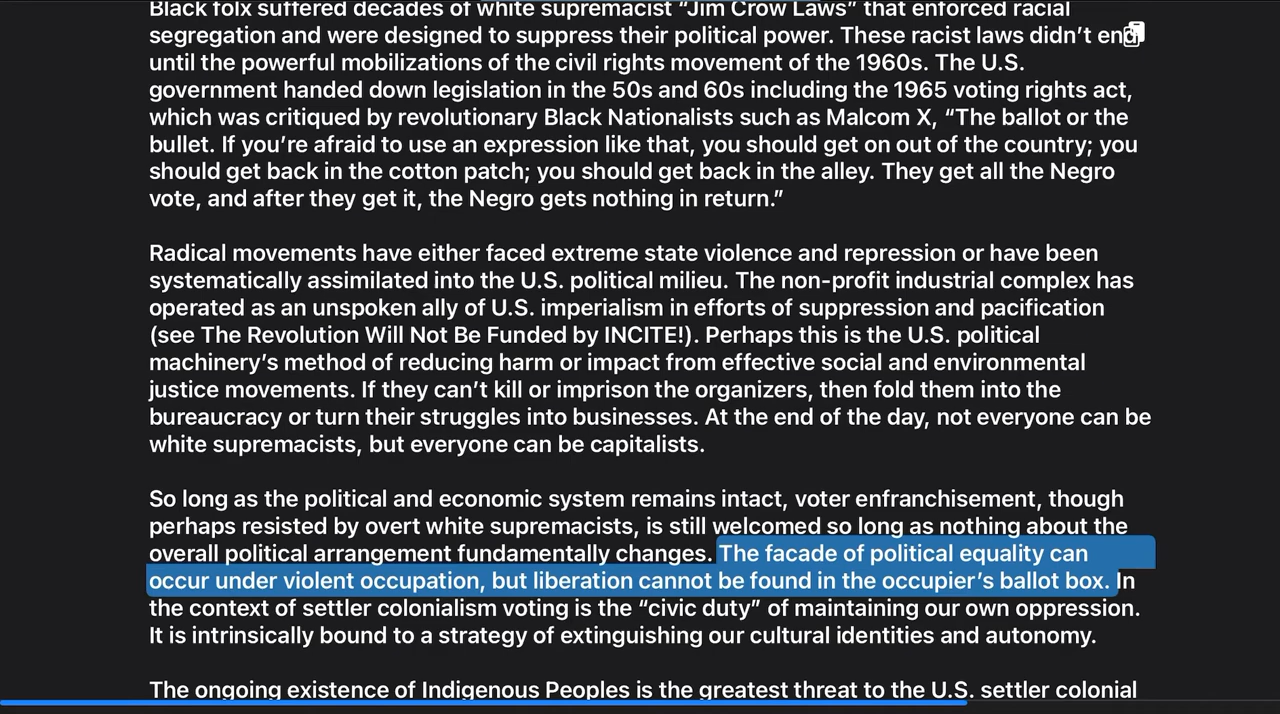 Black folx suffered decades of white supremacist “Jim Crow Laws” that enforced racial
segregation and were designed to suppress their political power. These racist laws didn’t end
until the powerful mobilizations of the civil rights movement of the 1960s. The U.S.
government handed down legislation in the 50s and 60s including the 1965 voting rights act,
which was critiqued by revolutionary Black Nationalists such as Malcom X, “The ballot or the
bullet. If you’re afraid to use an expression like that, you should get on out of the country; you
should get back in the cotton patch; you should get back in the alley. They get all the Negro
vote, and after they get it, the Negro gets nothing in return.”
Radical movements have either faced extreme state violence and repression or have been
systematically assimilated into the U.S. political milieu. The non-profit industrial complex has
operated as an unspoken ally of U.S. imperialism in efforts of suppression and pacification
(see The Revolution Will Not Be Funded by INCITE!). Perhaps this is the U.S. political
machinery’s method of reducing harm or impact from effective social and environmental
justice movements. If they can’t kill or imprison the organizers, then fold them into the
bureaucracy or turn their struggles into businesses. At the end of the day, not everyone can be
white supremacists, but everyone can be capitalists.
So long as the political and economic system remains intact, voter enfranchisement, though
perhaps resisted by overt white supremacists, is still welcomed so long as nothing about the
overall political arrangement fundamentally changes. The facade of political equality can
occur under violent occupation, but liberation cannot be found in the occupier’s ballot box. In
the context of settler colonialism voting is the “civic duty” of maintaining our own oppression.
It is intrinsically bound to a strategy of extinguishing our cultural identities and autonomy.
The ongoing existence of Indigenous Peoples is the greatest threat to the U.S. settler colonial